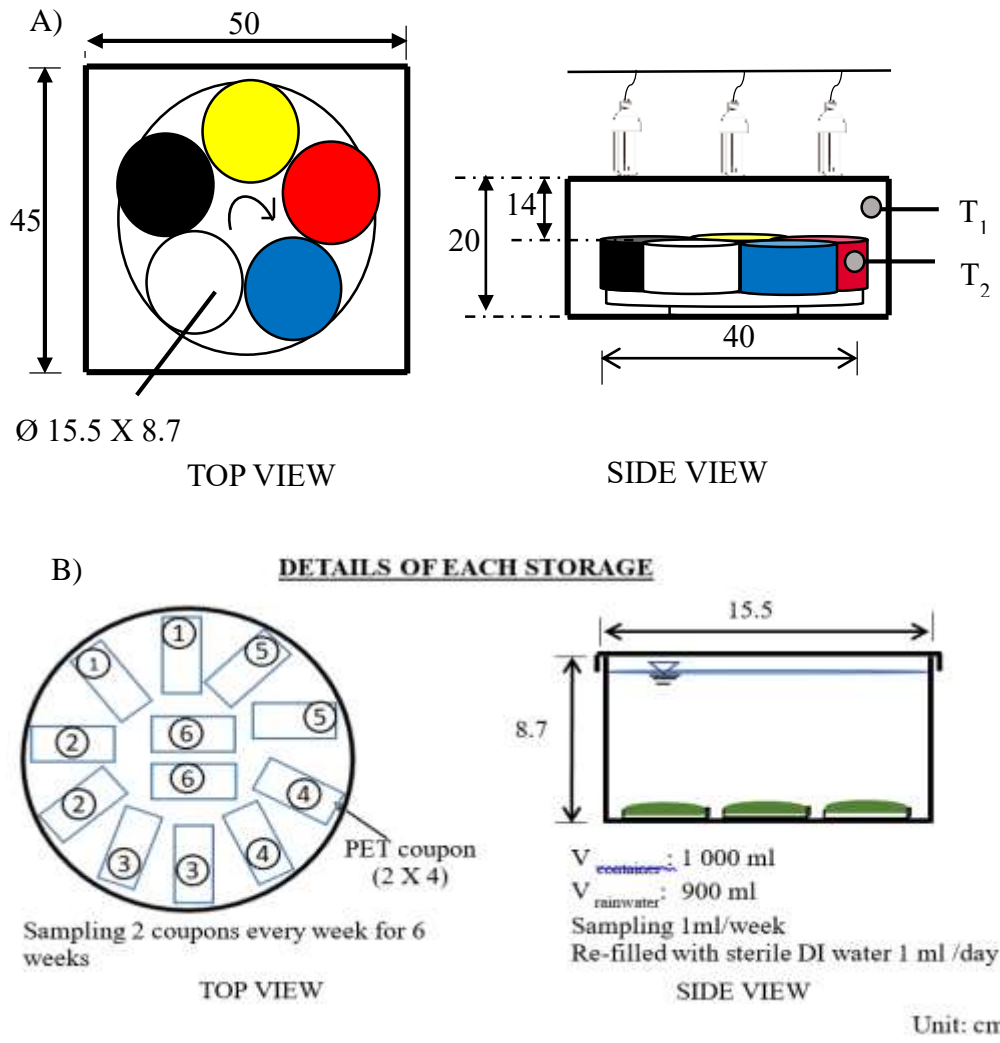 A)
50
45
Ø 15.5 X 8.7
TOP VIEW
14
20
T1
T2
40
SIDE VIEW
B)
DETAILS OF EACH STORAGE
1
1
5
2
6
5
6
2
4
3
3
4
PET coupon
(2 X 4)
Sampling 2 coupons every week for 6
weeks
TOP VIEW
15.5
8.7
V container: 1 000 ml
V rainwater: 900 ml
Sampling 1ml/week
Re-filled with sterile DI water 1 ml /day
SIDE VIEW
Unit: cm